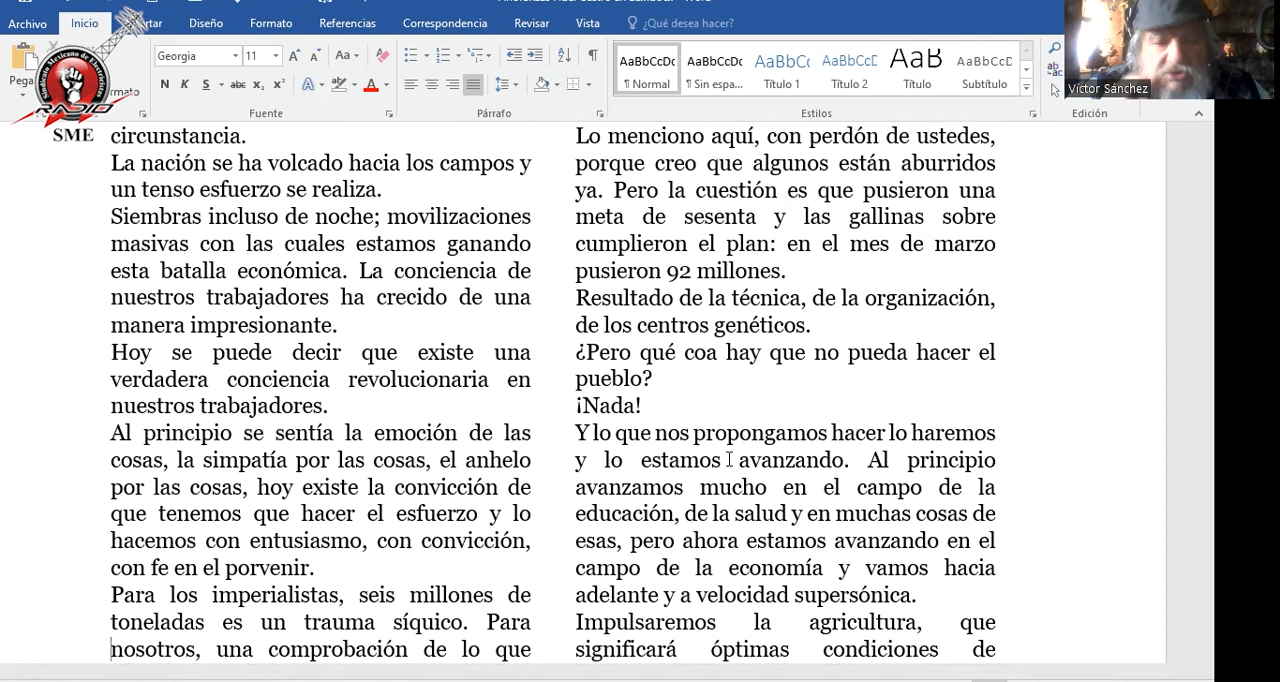 Archivo
Inicio
Diseño
Formato
Referencias
Correspondencia
Revisar
Vista
¿Qué desea hacer?
Georgia
11
Aa
N K S abc x₂ x²
Fuente
Párrafo
AaBbCcDc
¶ Normal
AaBbCcDc
¶ Sin espa...
AaBbCc
Título 1
AaBbCcD
Título 2
AaB
Título
AaBbCcD
Subtítulo
Estilos
Edición
Víctor Sánchez
Sindicato Mexicano de Electricistas
RADIO
SME
circunstancia.
La nación se ha volcado hacia los campos y
un tenso esfuerzo se realiza.
Siembras incluso de noche; movilizaciones
masivas con las cuales estamos ganando
esta batalla económica. La conciencia de
nuestros trabajadores ha crecido de una
manera impresionante.
Hoy se puede decir que existe una
verdadera conciencia revolucionaria en
nuestros trabajadores.
Al principio se sentía la emoción de las
cosas, la simpatía por las cosas, el anhelo
por las cosas, hoy existe la convicción de
que tenemos que hacer el esfuerzo y lo
hacemos con entusiasmo, con convicción,
con fe en el porvenir.
Para los imperialistas, seis millones de
toneladas es un trauma síquico. Para
nosotros, una comprobación de lo que
Lo menciono aquí, con perdón de ustedes,
porque creo que algunos están aburridos
ya. Pero la cuestión es que pusieron una
meta de sesenta y las gallinas sobre
cumplieron el plan: en el mes de marzo
pusieron 92 millones.
Resultado de la técnica, de la organización,
de los centros genéticos.
¿Pero qué coa hay que no pueda hacer el
pueblo?
¡Nada!
Y lo que nos propongamos hacer lo haremos
y lo estamos avanzando. Al principio
avanzamos mucho en el campo de la
educación, de la salud y en muchas cosas de
esas, pero ahora estamos avanzando en el
campo de la economía y vamos hacia
adelante y a velocidad supersónica.
Impulsaremos la agricultura, que
significará óptimas condiciones de